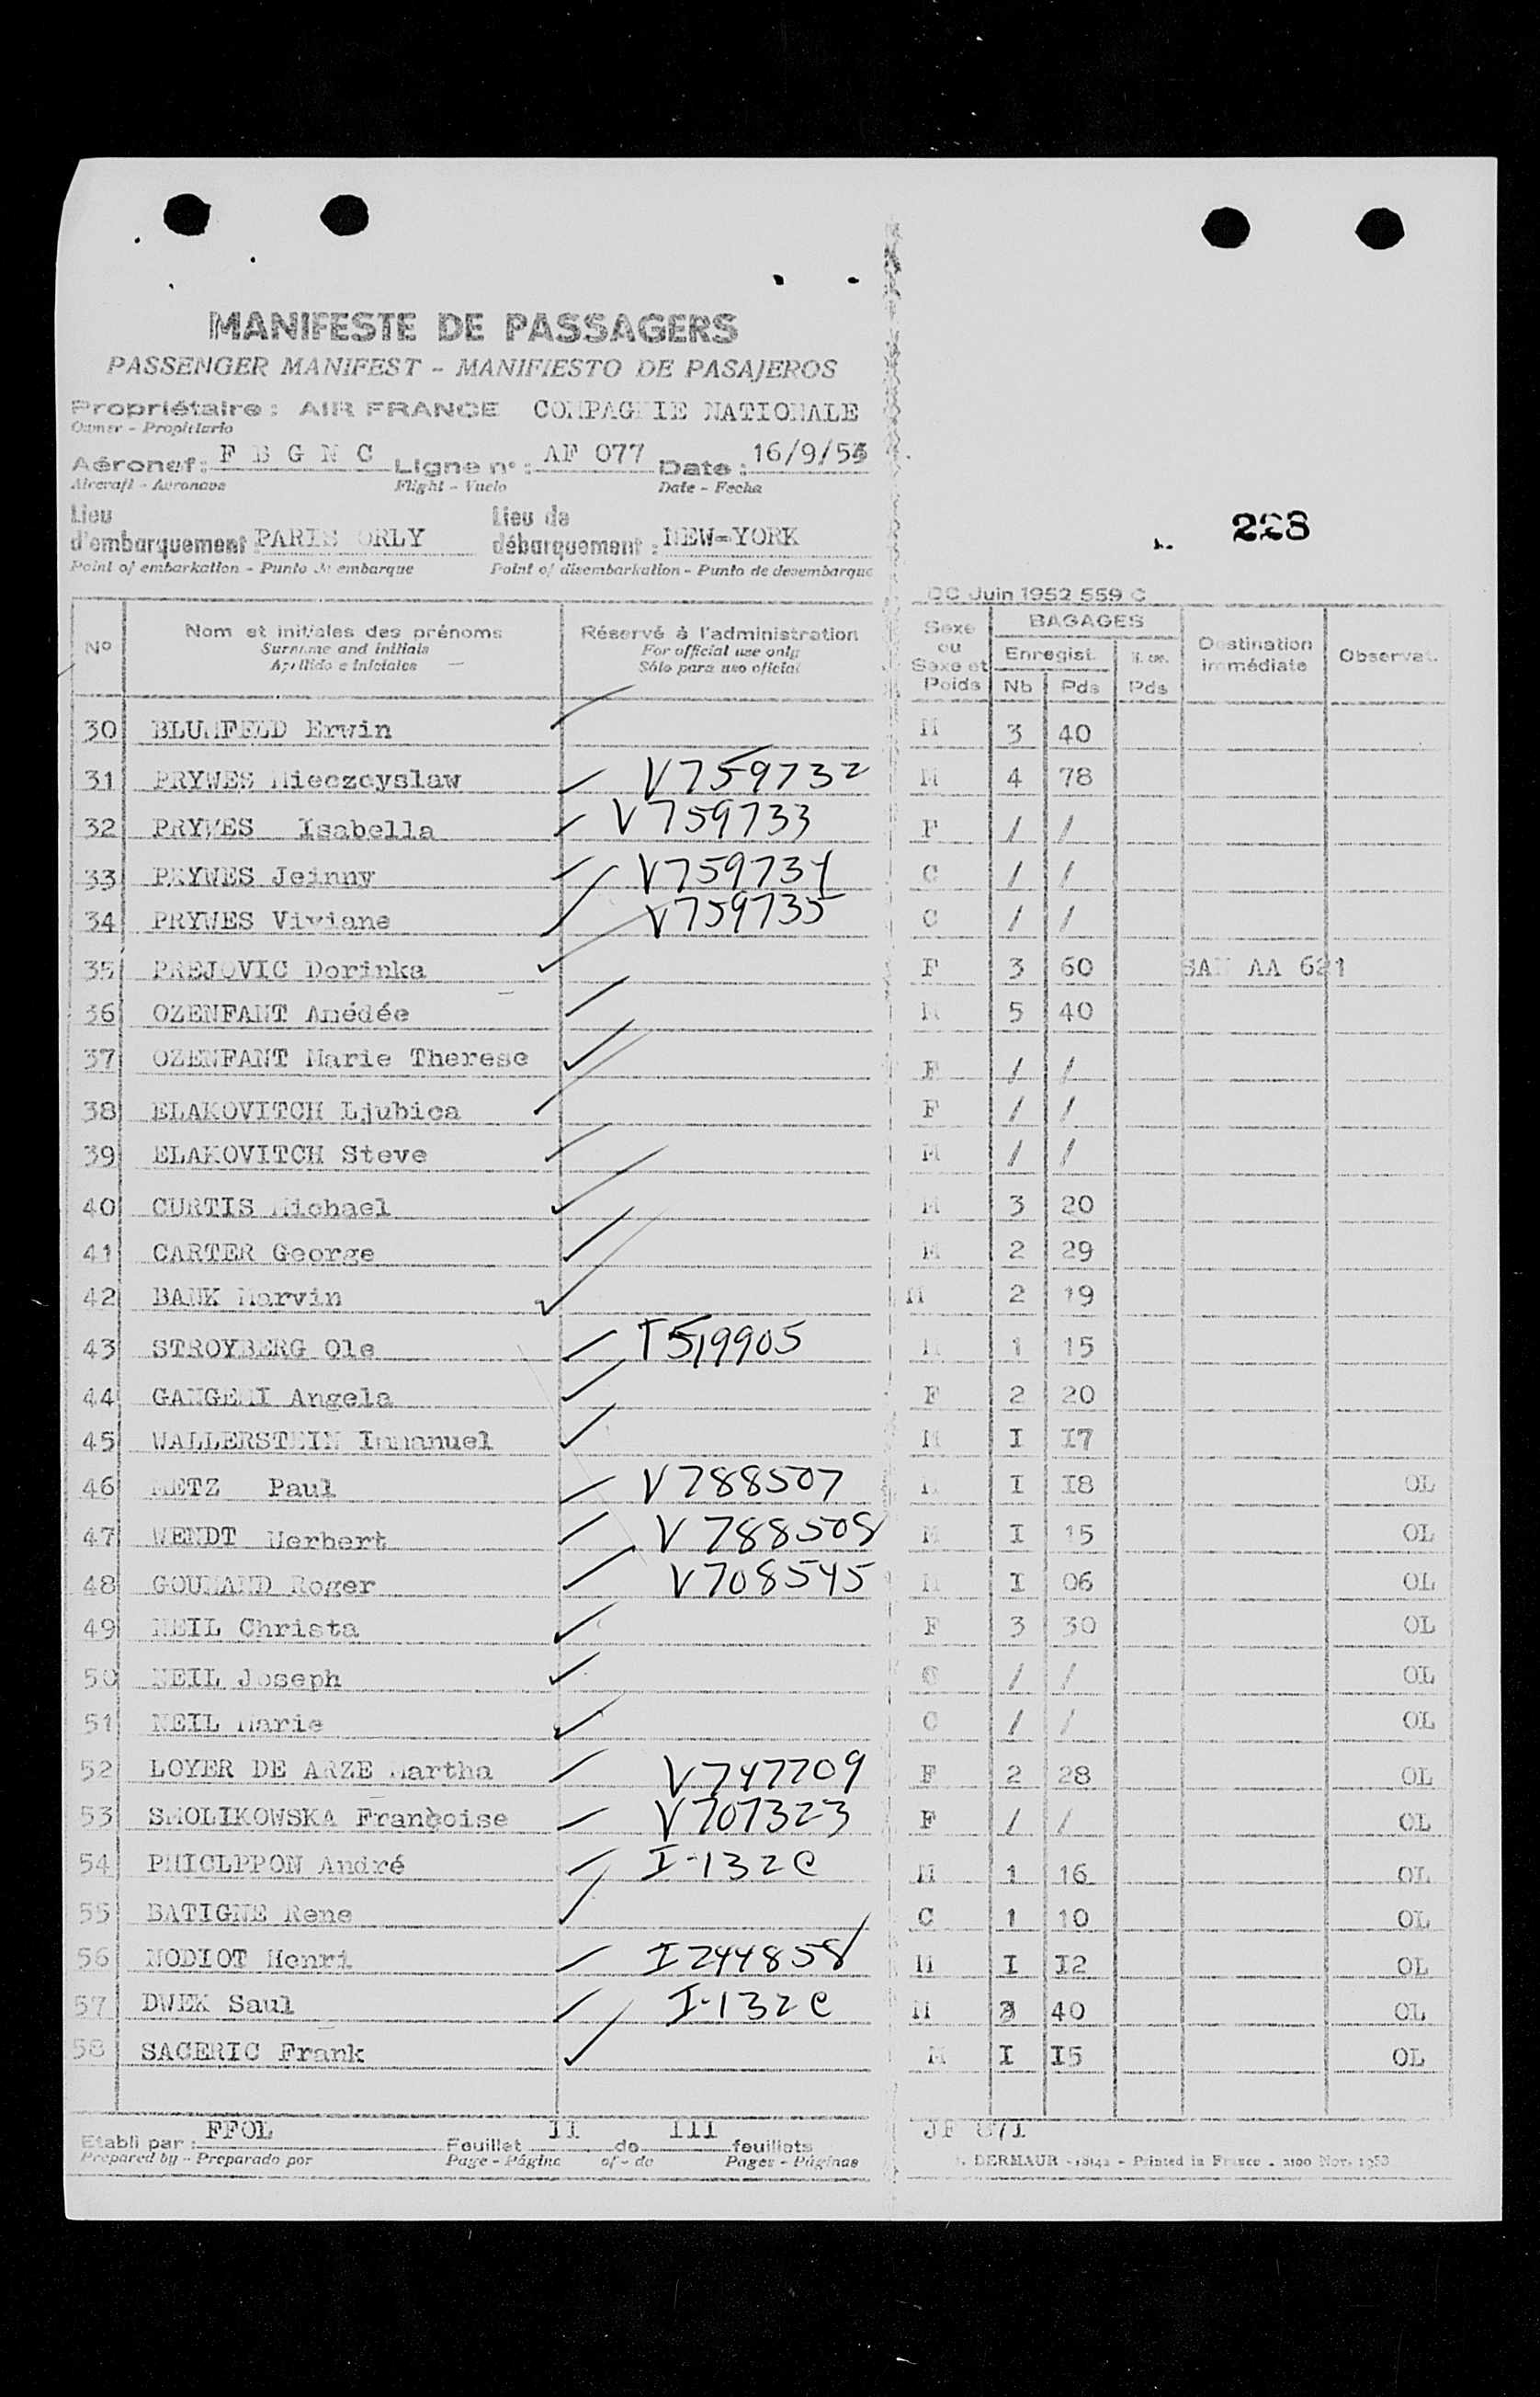 MANIFESTE DE PASSAGERS
PASSENGER MANIFEST - MANIFIESTO DE PASAJEROS
Propriétaire : AIR FRANCE COMPAGNIE NATIONALE
Owner - Propietario
Aéronef : F B G N C Ligne n° : AF 077 Date : 16/9/55
Aircraft - Aeronave Flight - Vuelo Date - Fecha
Lieu d'embarquement : PARIS ORLY Lieu de débarquement : NEW-YORK
Point of embarkation - Punto de embarque Point of disembarkation - Punto de desembarque
228
OC Juin 1952 559 C
N° Nom et initiales des prénoms Réservé à l'administration Sexe ou Sexe et Poids BAGAGES Destination immédiate Observat.
Surname and initials For official use only Enregist.
Apellido e iniciales Sólo para uso oficial Nb Pds Pds
30 BLUMFELD Erwin M 3 40
31 PRYWES Mieczcyslaw V759732 M 4 78
32 PRYWES Isabella V759733 F / /
33 PRYWES Jeinny V759734 C / /
34 PRYWES Viviane V759735 C / /
35 PREJOVIC Dorinka F 3 60 SAN AA 621
36 OZENFANT Amédée M 5 40
37 OZENFANT Marie Therese F / /
38 ELAKOVITCH Ljubica F / /
39 ELAKOVITCH Steve M / /
40 CURTIS Michael M 3 20
41 CARTER George M 2 29
42 BANK Marvin M 2 19
43 STROYBERG Ole T519905 M 1 15
44 GANGEMI Angela F 2 20
45 WALLERSTEIN Immanuel M I I7
46 METZ Paul V788507 M I I8 OL
47 WENDT Herbert V788508 M I 15 OL
48 GOUMAND Roger V708545 M I 06 OL
49 NEIL Christa F 3 30 OL
50 NEIL Joseph / / OL
51 NEIL Marie C / / OL
52 LOYER DE ARZE Martha V747709 F 2 28 OL
53 SMOLIKOWSKA Françoise V707323 F / / OL
54 PHICLPPON André I-132C M 1 16 OL
55 BATIGNE Rene C 1 10 OL
56 NODIOT Henri I244858 M I I2 OL
57 DWEK Saul I-132C M 3 40 OL
58 SACERIC Frank M I I5 OL
Etabli par : FFOL Feuillet 11 de 111 feuillets JF 871
Prepared by - Preparado por Page - Página of - de Pages - Páginas DERMAUR - Printed in France